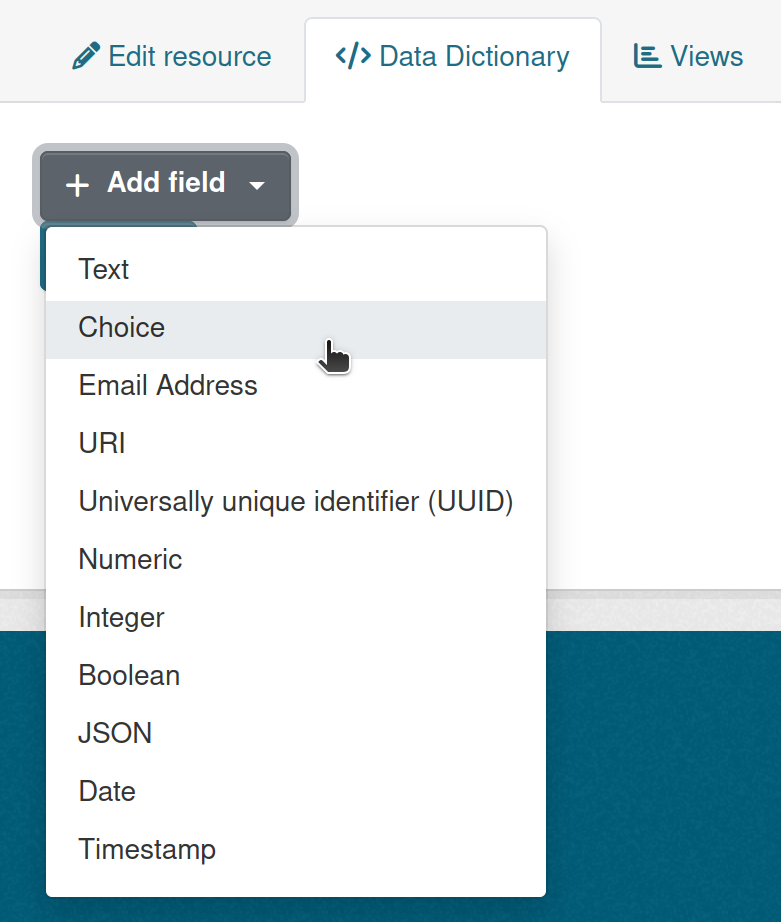 Edit resource
Data Dictionary
Views
Add field
Text
Choice
Email Address
URI
Universally unique identifier (UUID)
Numeric
Integer
Boolean
JSON
Date
Timestamp